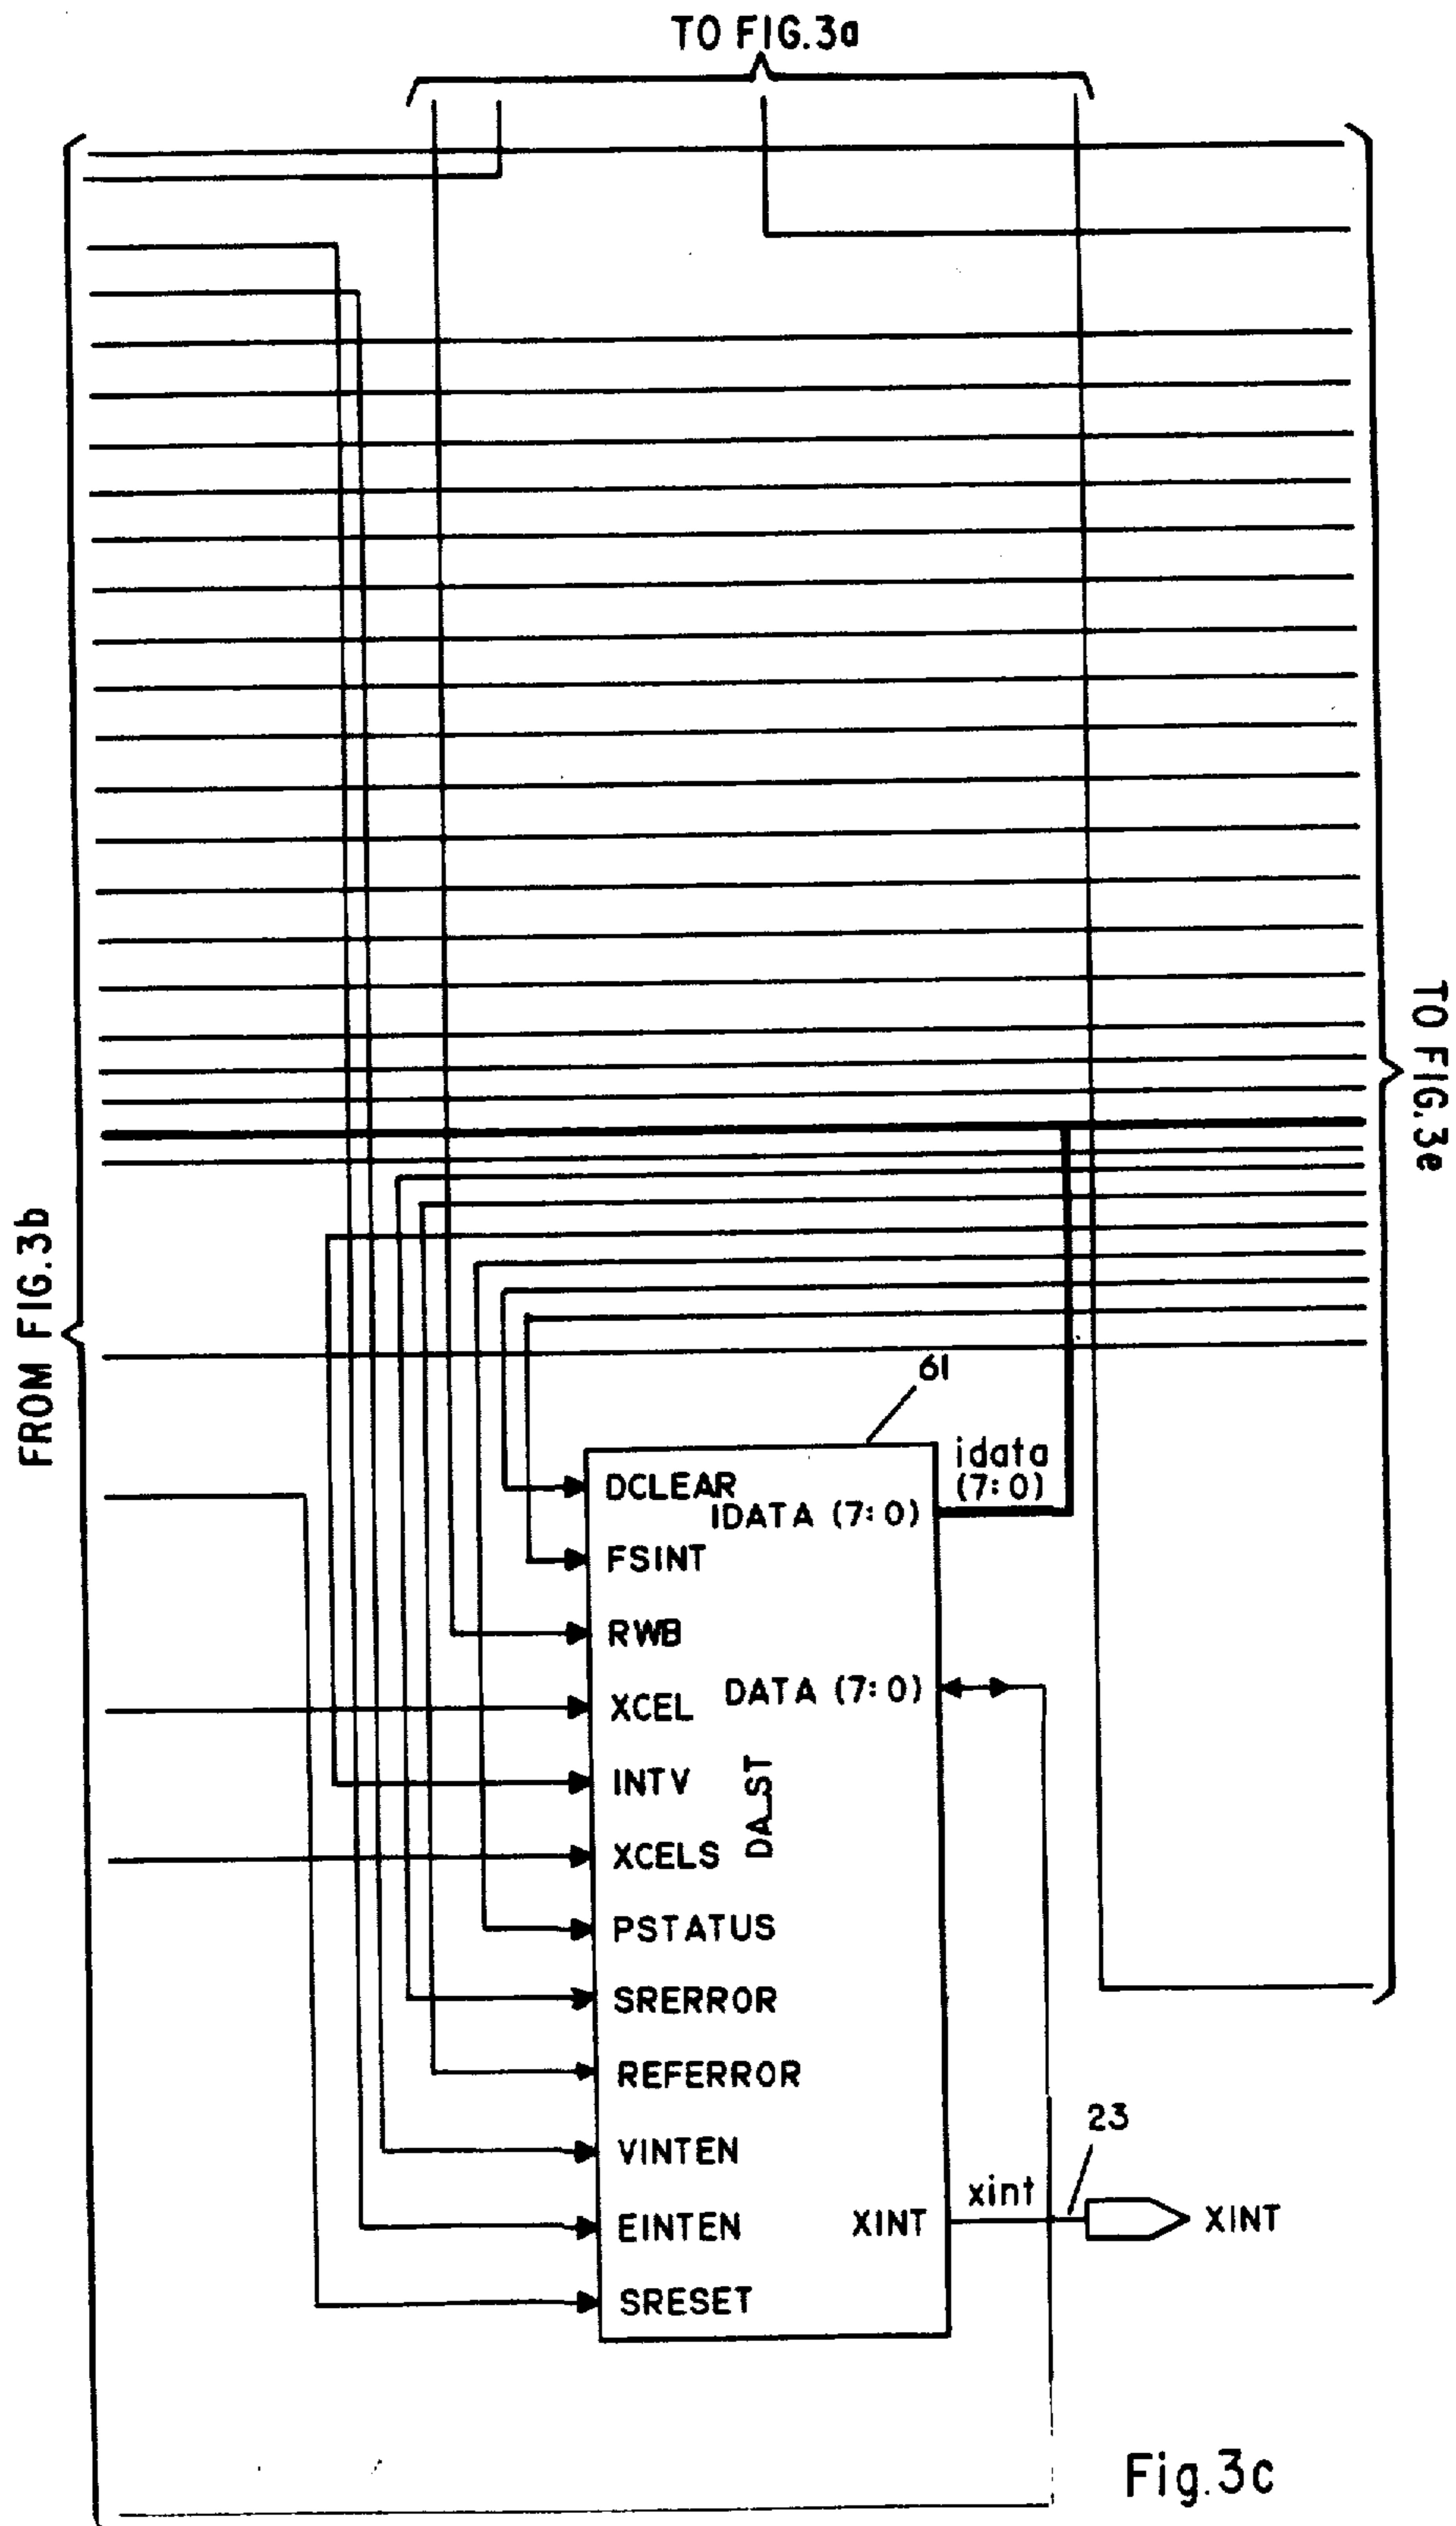 TO FIG.3a
TO FIG.3e
FROM FIG.3b
61
idata
(7:0)
DCLEAR
IDATA (7:0)
FSINT
RWB
XCEL
DATA (7:0)
INTV
DA_ST
XCELS
PSTATUS
SRERROR
REFERROR
VINTEN
23
EINTEN
XINT
xint
XINT
SRESET
Fig.3c